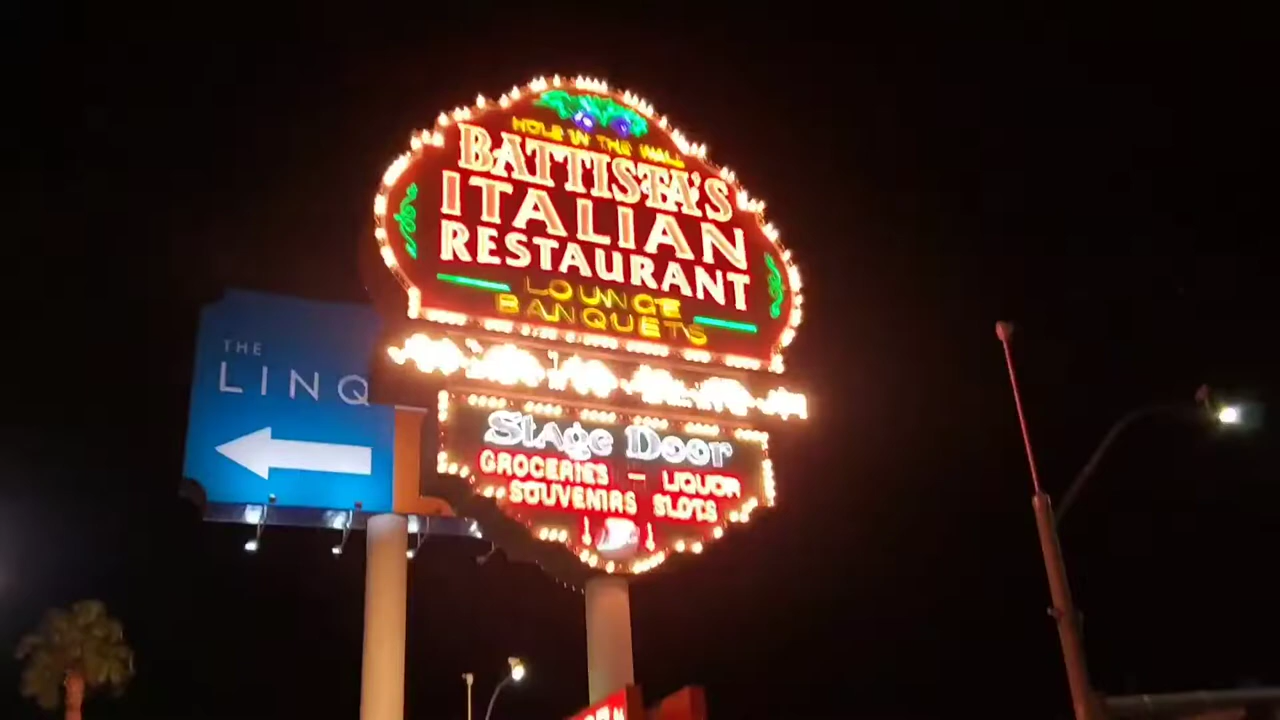 HOLE IN THE WALL
BATTISTA'S
ITALIAN
RESTAURANT
LOUNGE
BANQUETS
THE
LINQ
Stage Door
GROCERIES — LIQUOR
SOUVENIRS SLOTS